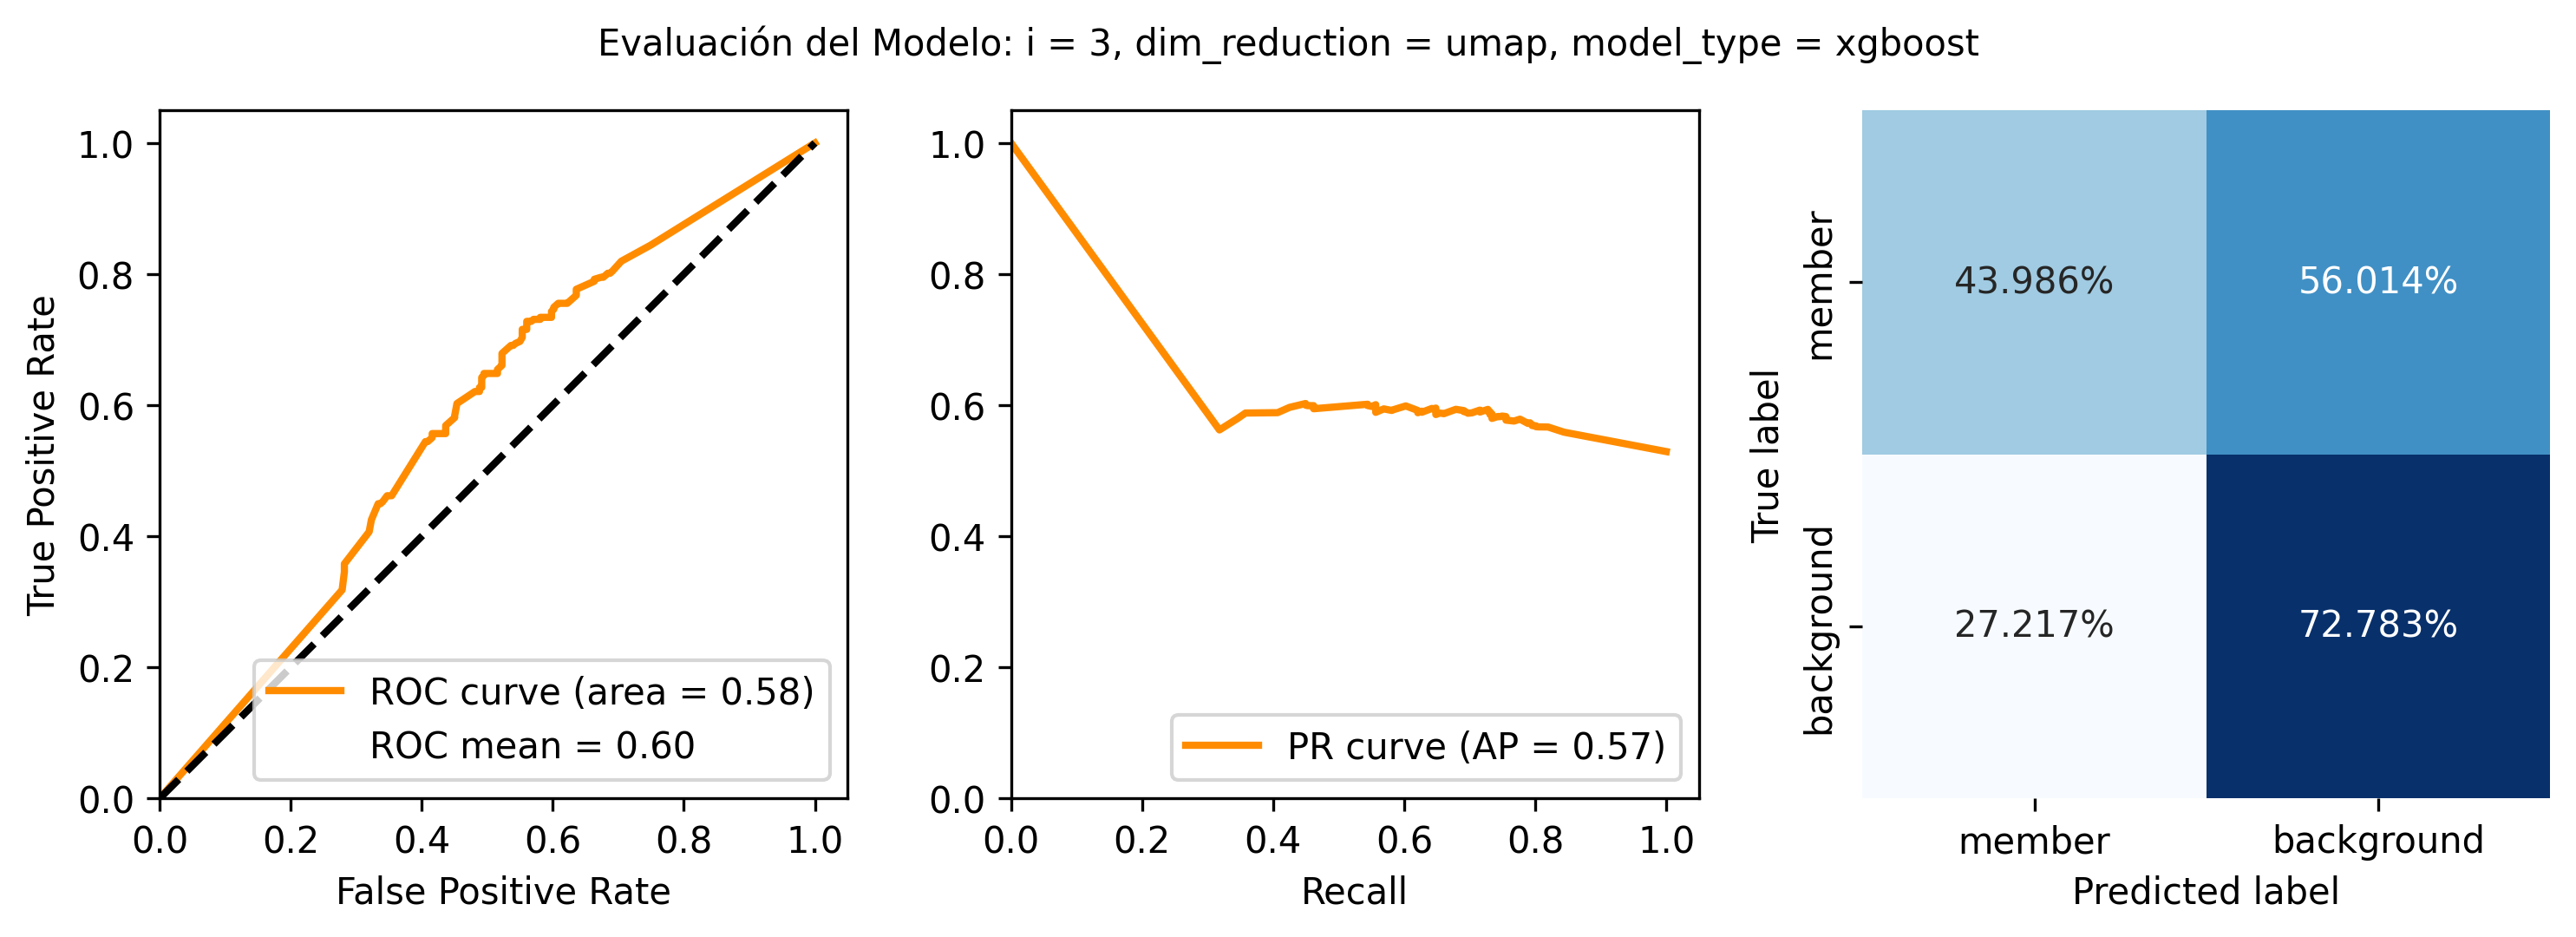 Evaluación del Modelo: i = 3, dim_reduction = umap, model_type = xgboost
True Positive Rate
1.0
0.8
0.6
0.4
0.2
0.0
0.0 0.2 0.4 0.6 0.8 1.0
False Positive Rate
ROC curve (area = 0.58)
ROC mean = 0.60
1.0
0.8
0.6
0.4
0.2
0.0
0.0 0.2 0.4 0.6 0.8 1.0
Recall
PR curve (AP = 0.57)
True label
member
background
43.986% 56.014%
27.217% 72.783%
member background
Predicted label